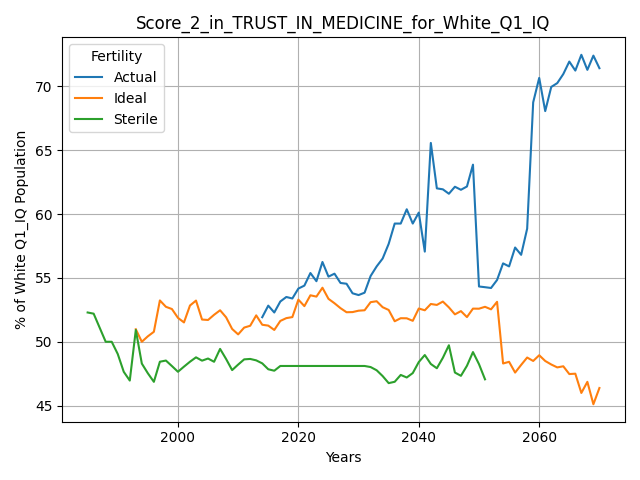 Score_2_in_TRUST_IN_MEDICINE_for_White_Q1_IQ
Fertility
Actual
Ideal
Sterile
% of White Q1_IQ Population
70
65
60
55
50
45
2000
2020
2040
2060
Years